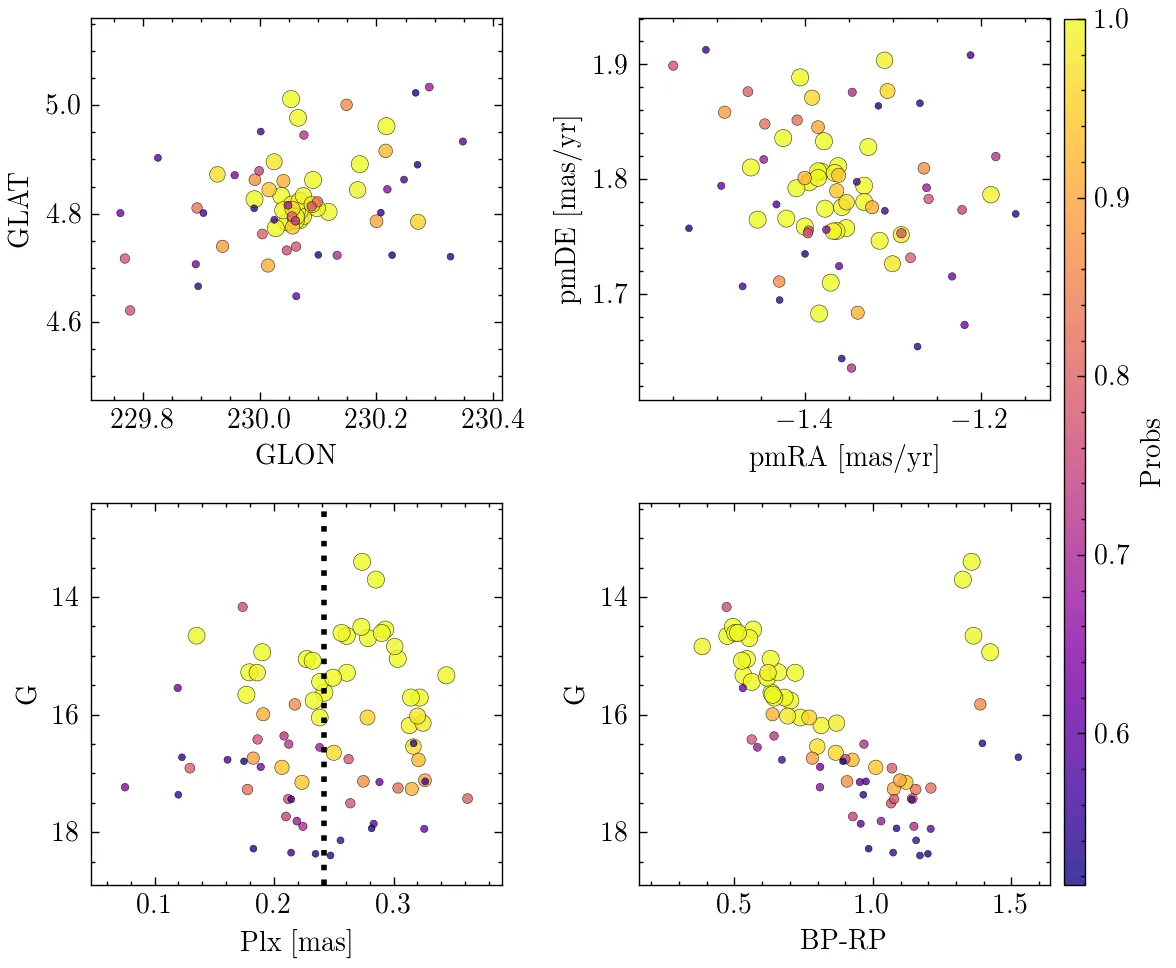 5.0
4.8
4.6
GLAT
229.8 230.0 230.2 230.4
GLON
1.9
1.8
1.7
pmDE [mas/yr]
−1.4 −1.2
pmRA [mas/yr]
14
16
18
G
0.1 0.2 0.3
Plx [mas]
14
16
18
G
0.5 1.0 1.5
BP-RP
1.0
0.9
0.8
0.7
0.6
Probs